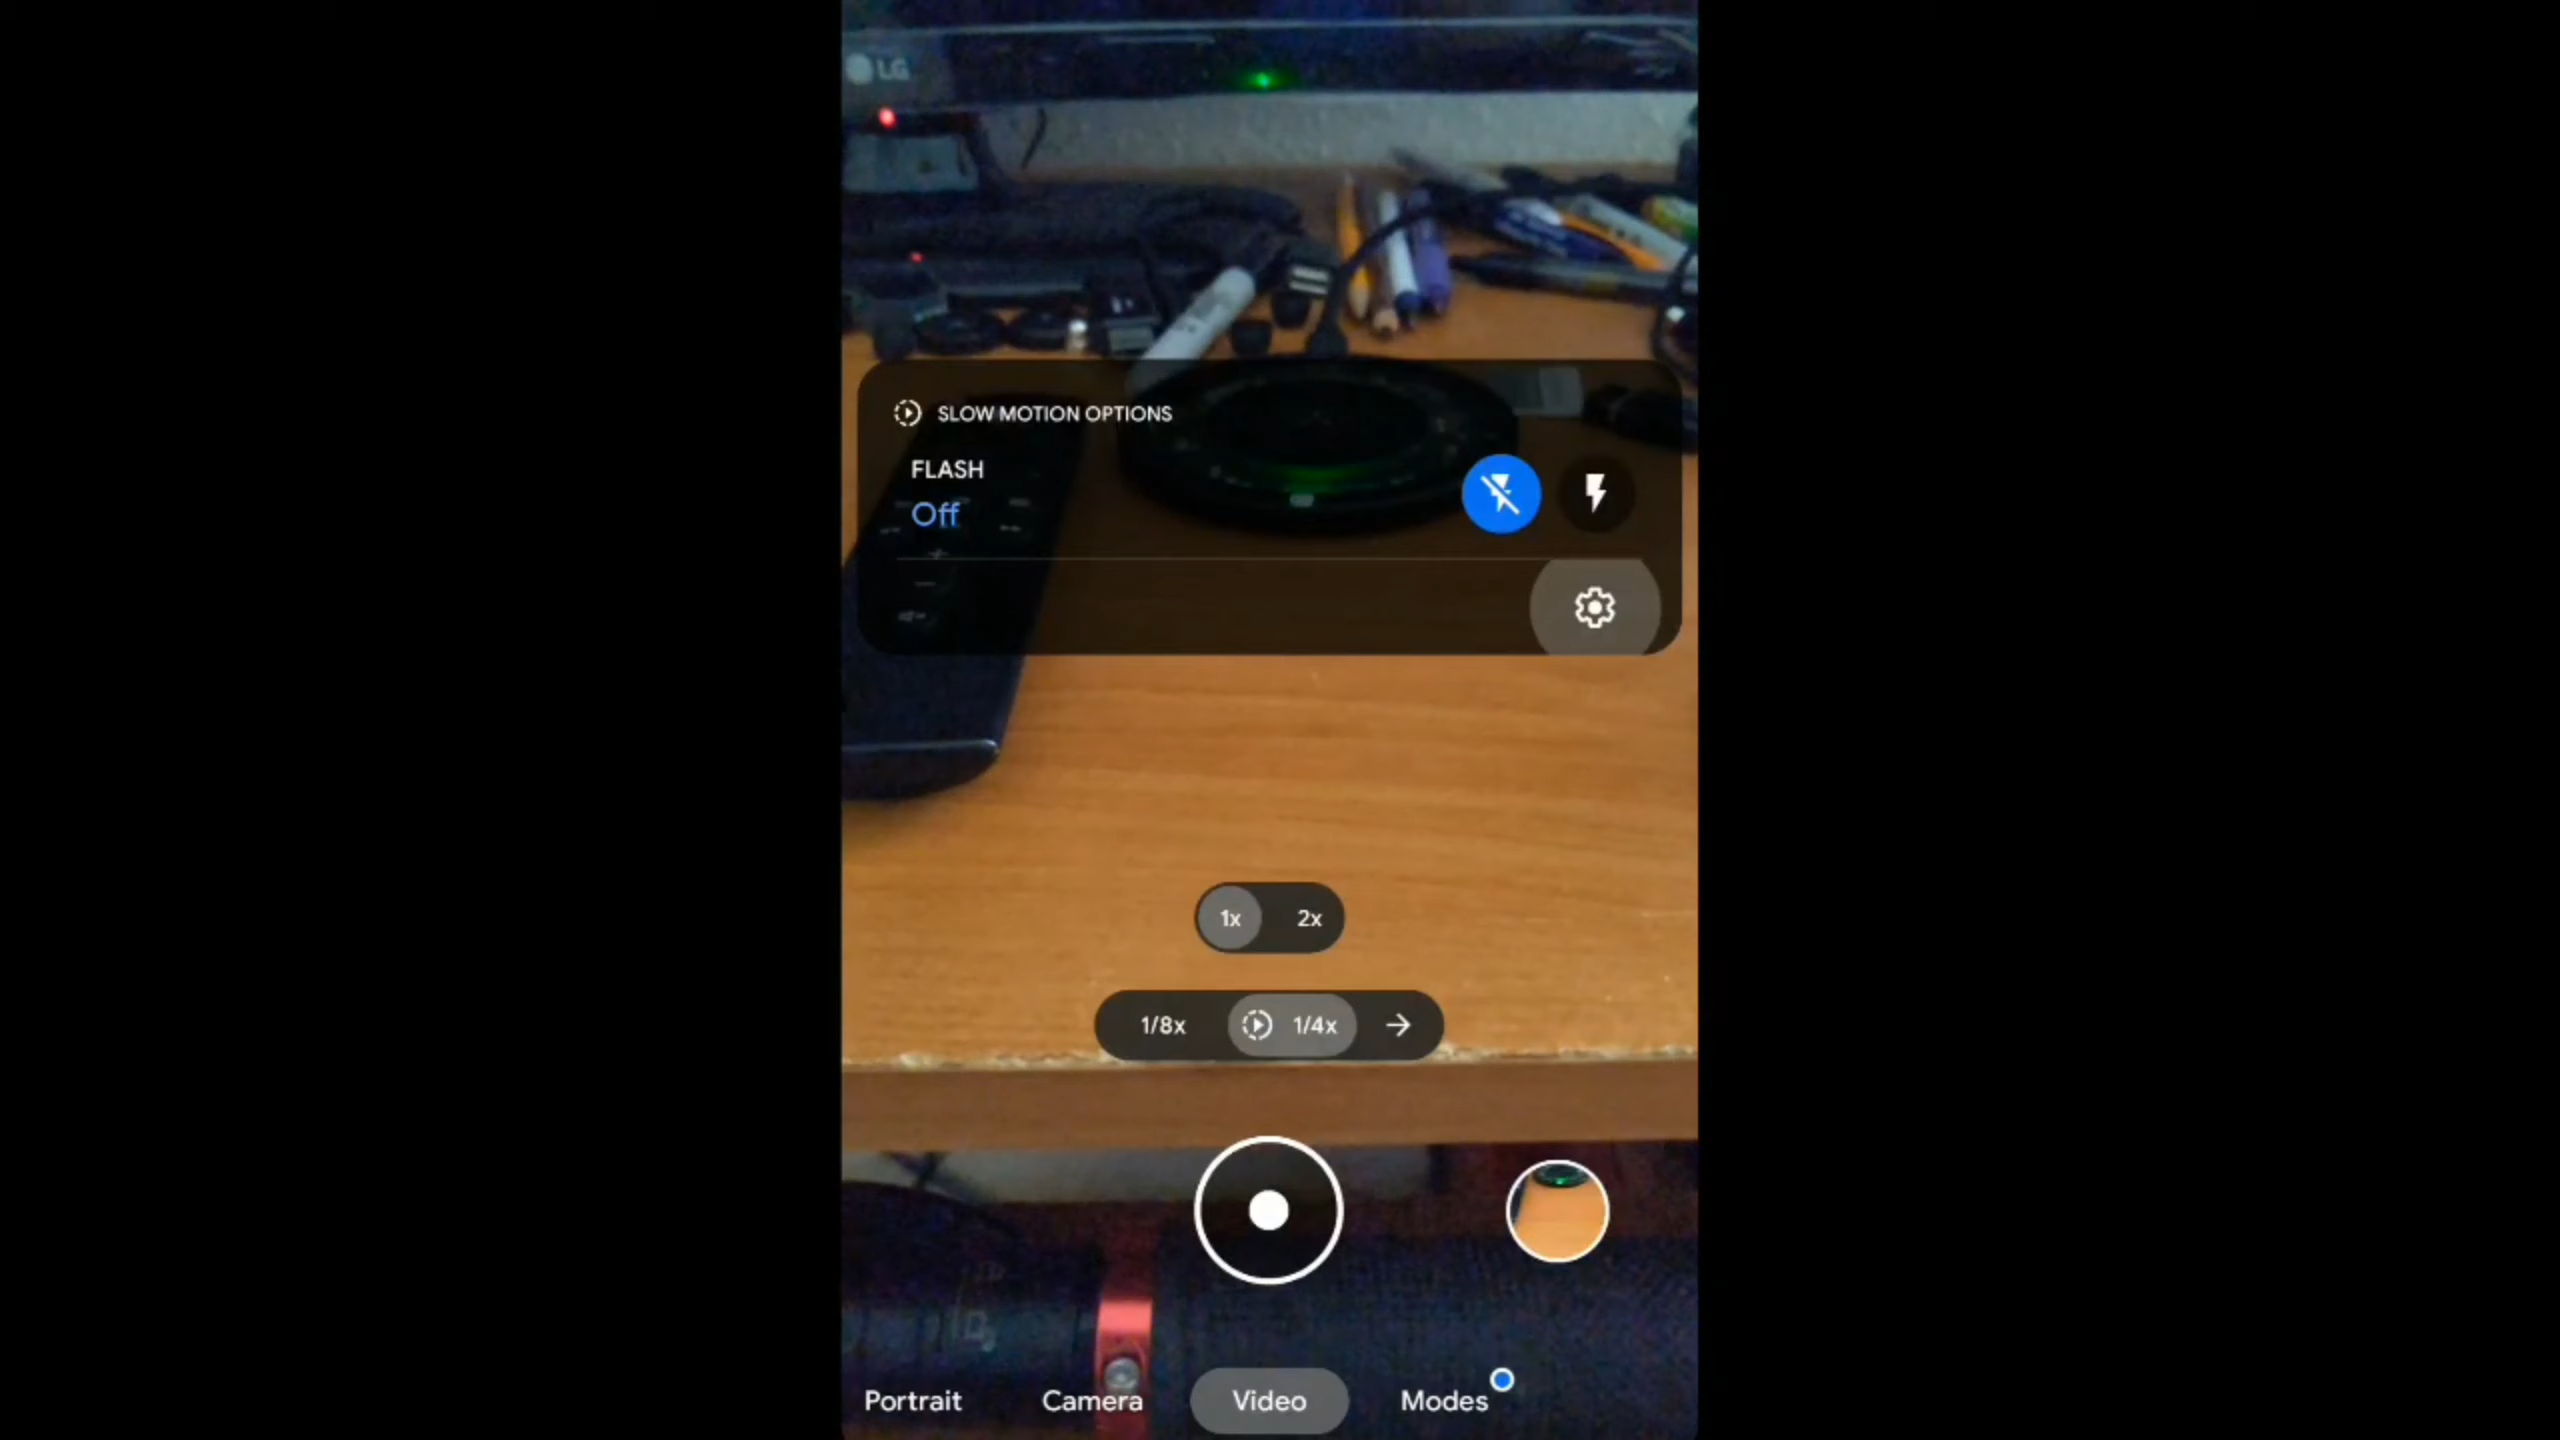 LG
SLOW MOTION OPTIONS
FLASH
Off
1x 2x
1/8x 1/4x
Portrait Camera Video Modes